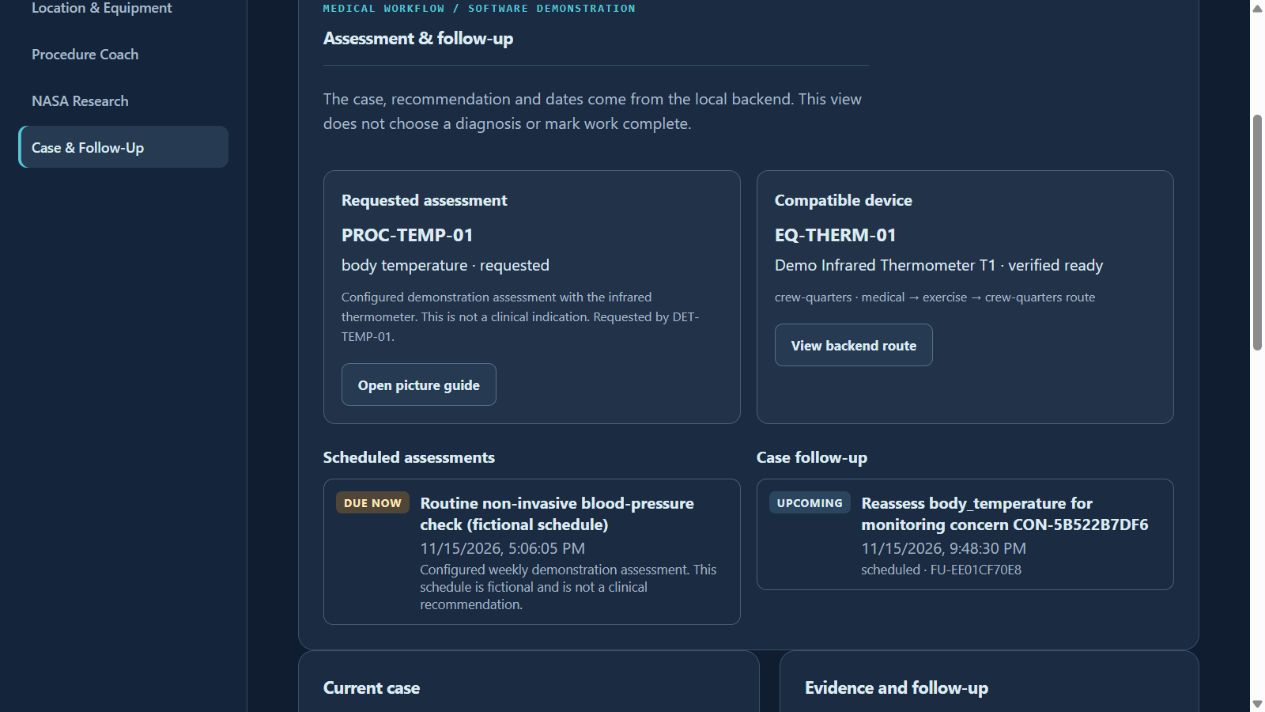 Location & Equipment
Procedure Coach
NASA Research
Case & Follow-Up
MEDICAL WORKFLOW / SOFTWARE DEMONSTRATION
Assessment & follow-up
The case, recommendation and dates come from the local backend. This view
does not choose a diagnosis or mark work complete.
Requested assessment
PROC-TEMP-01
body temperature · requested
Configured demonstration assessment with the infrared
thermometer. This is not a clinical indication. Requested by DET-
TEMP-01.
Open picture guide
Compatible device
EQ-THERM-01
Demo Infrared Thermometer T1 · verified ready
crew-quarters · medical → exercise → crew-quarters route
View backend route
Scheduled assessments
DUE NOW
Routine non-invasive blood-pressure
check (fictional schedule)
11/15/2026, 5:06:05 PM
Configured weekly demonstration assessment. This
schedule is fictional and is not a clinical
recommendation.
Case follow-up
UPCOMING
Reassess body_temperature for
monitoring concern CON-5B522B7DF6
11/15/2026, 9:48:30 PM
scheduled · FU-EE01CF70E8
Current case
Evidence and follow-up